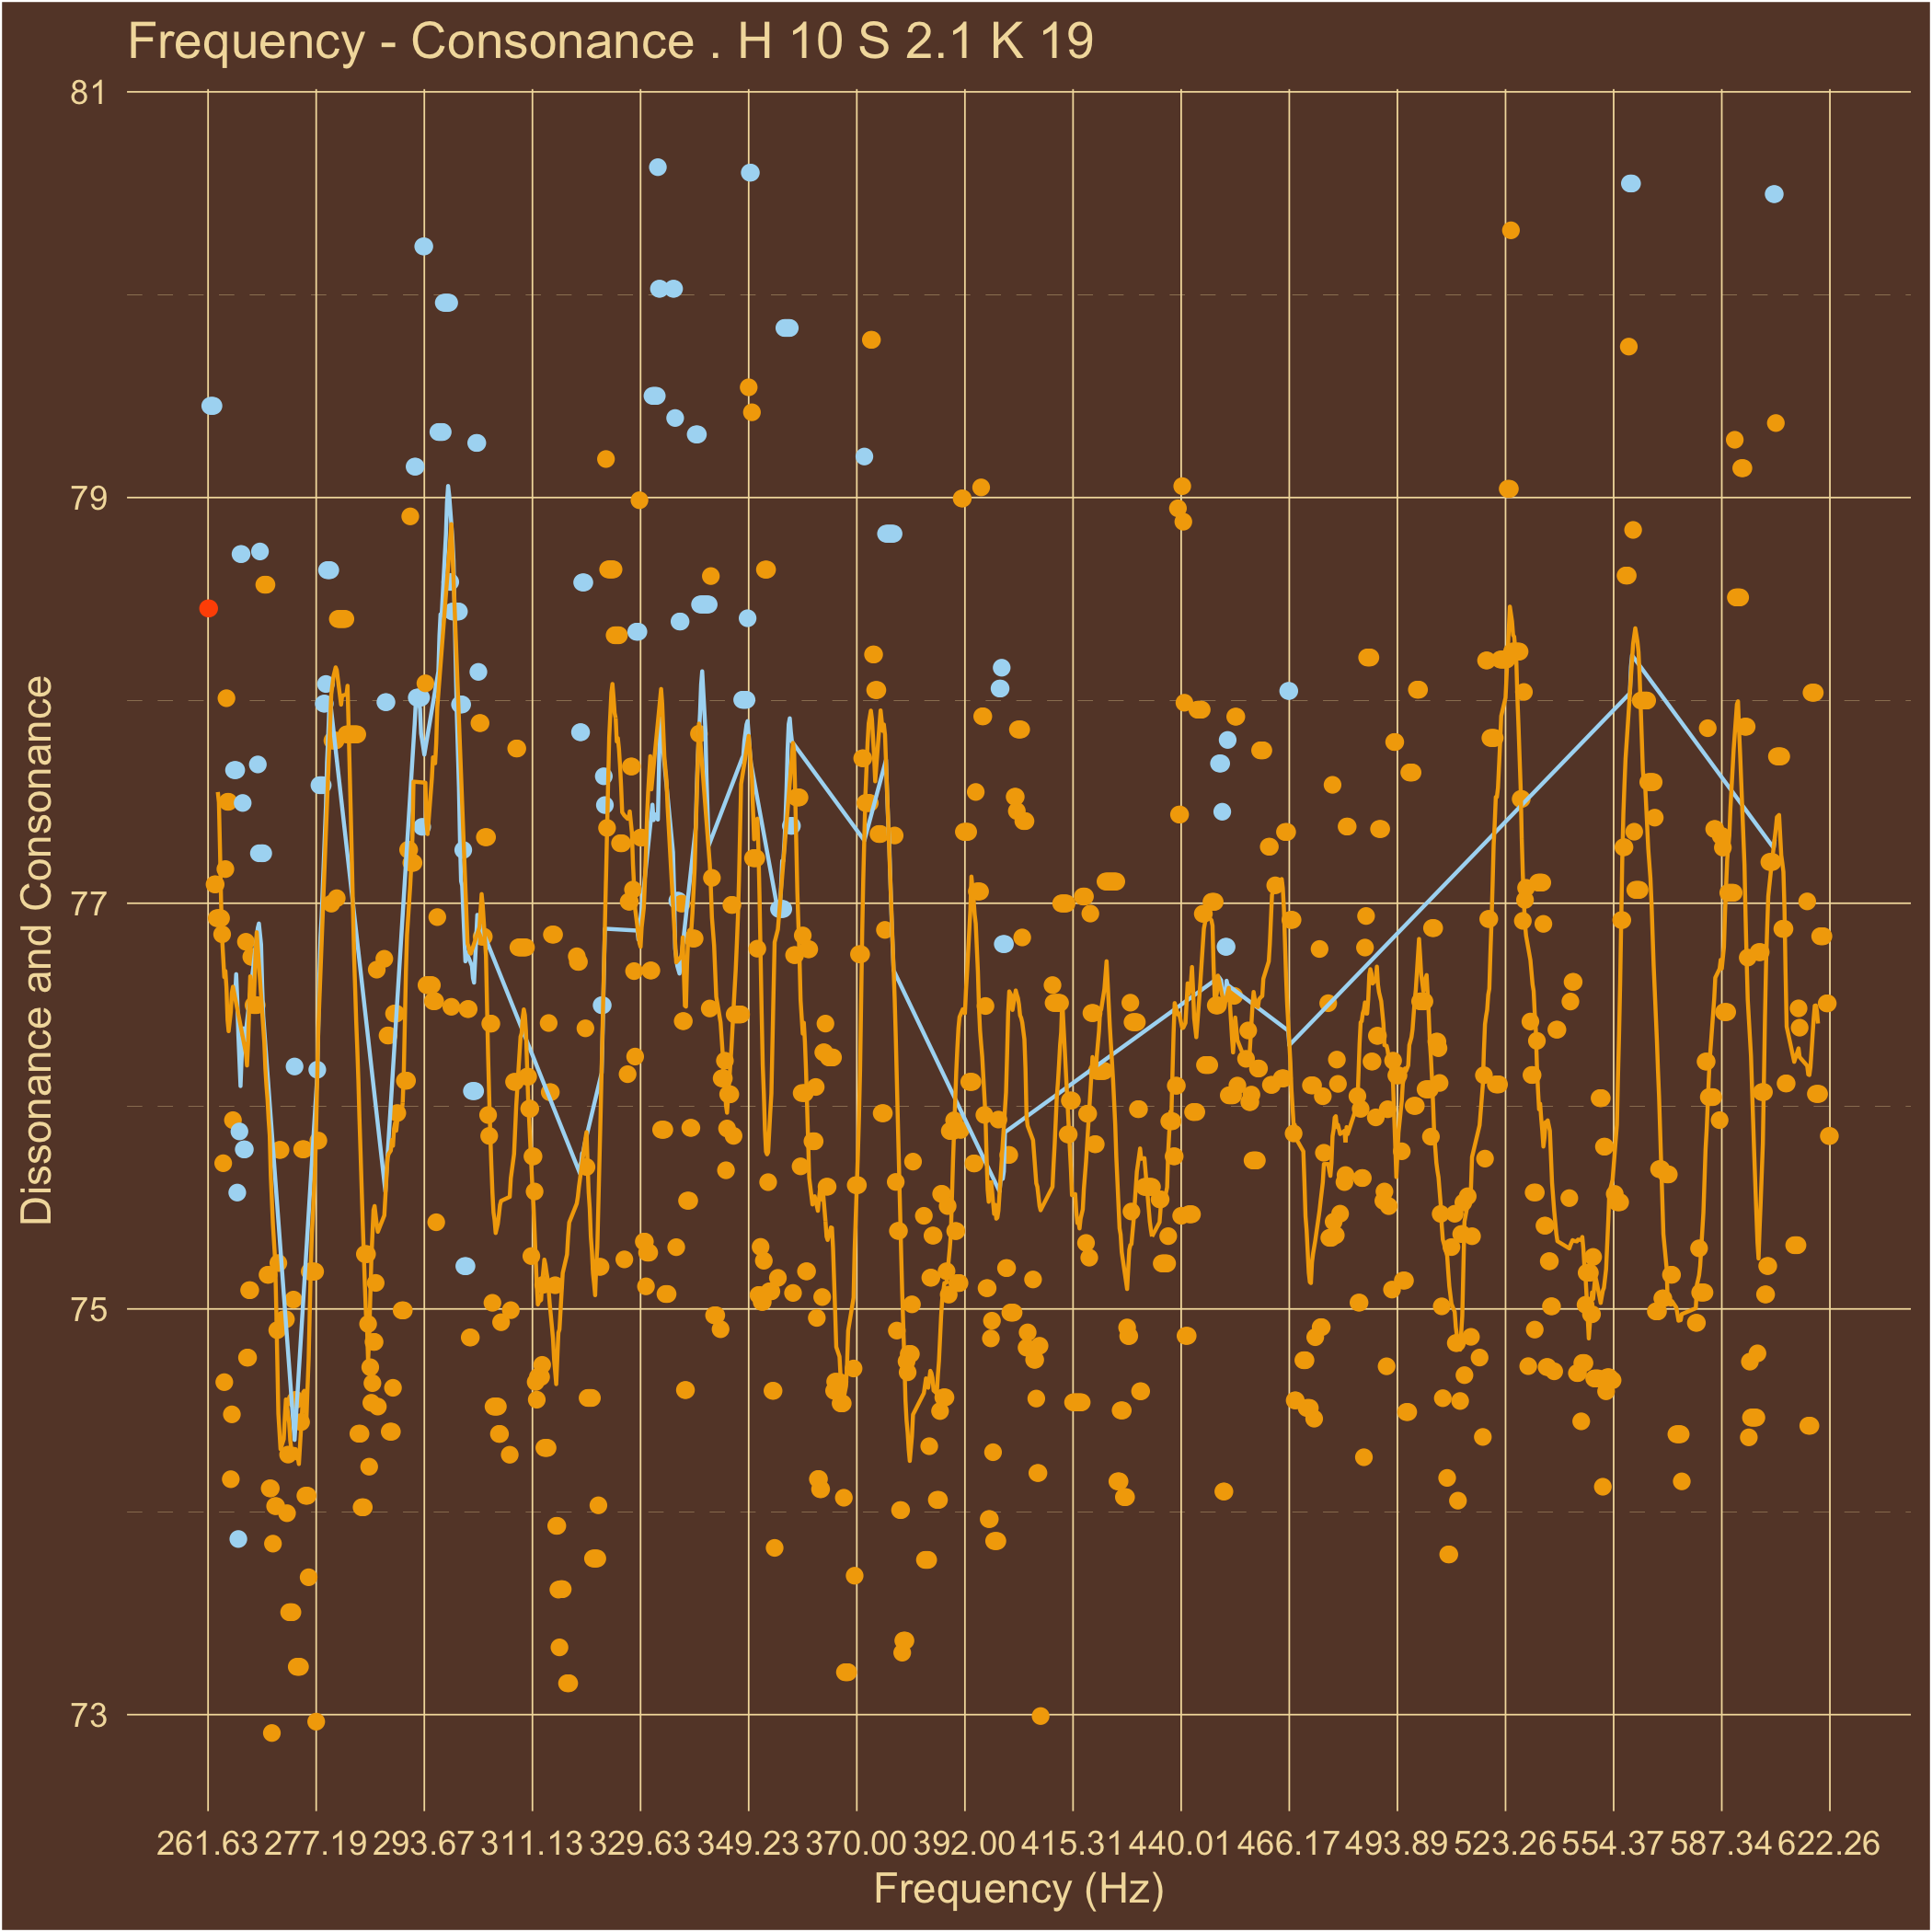 Frequency - Consonance . H 10 S 2.1 K 19
81
79
77
75
73
Dissonance and Consonance
261.63 277.19 293.67 311.13 329.63 349.23 370.00 392.00 415.31 440.01 466.17 493.89 523.26 554.37 587.34 622.26
Frequency (Hz)